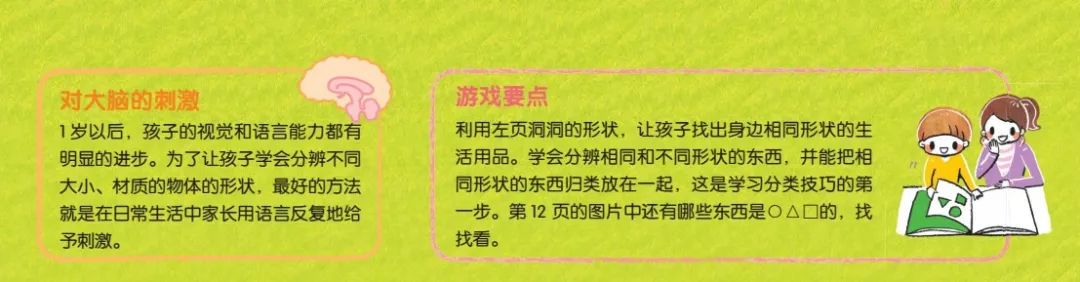 对大脑的刺激
1岁以后，孩子的视觉和语言能力都有
明显的进步。为了让孩子学会分辨不同
大小、材质的物体的形状，最好的方法
就是在日常生活中家长用语言反复地给
予刺激。
游戏要点
利用左页洞洞的形状，让孩子找出身边相同形状的生
活用品。学会分辨相同和不同形状的东西，并能把相
同形状的东西归类放在一起，这是学习分类技巧的第
一步。第 12 页的图片中还有哪些东西是○△□的，找
找看。